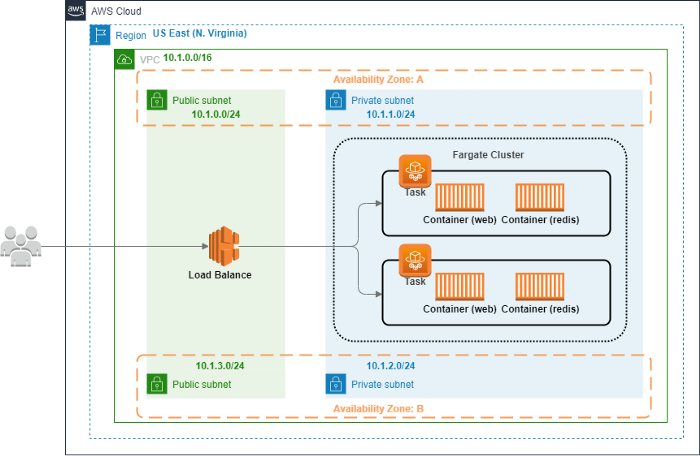 aws
AWS Cloud
Region US East (N. Virginia)
VPC 10.1.0.0/16
Availability Zone: A
Public subnet
10.1.0.0/24
Private subnet
10.1.1.0/24
Fargate Cluster
Task
Container (web)
Container (redis)
Load Balance
Task
Container (web)
Container (redis)
10.1.3.0/24
Public subnet
10.1.2.0/24
Private subnet
Availability Zone: B